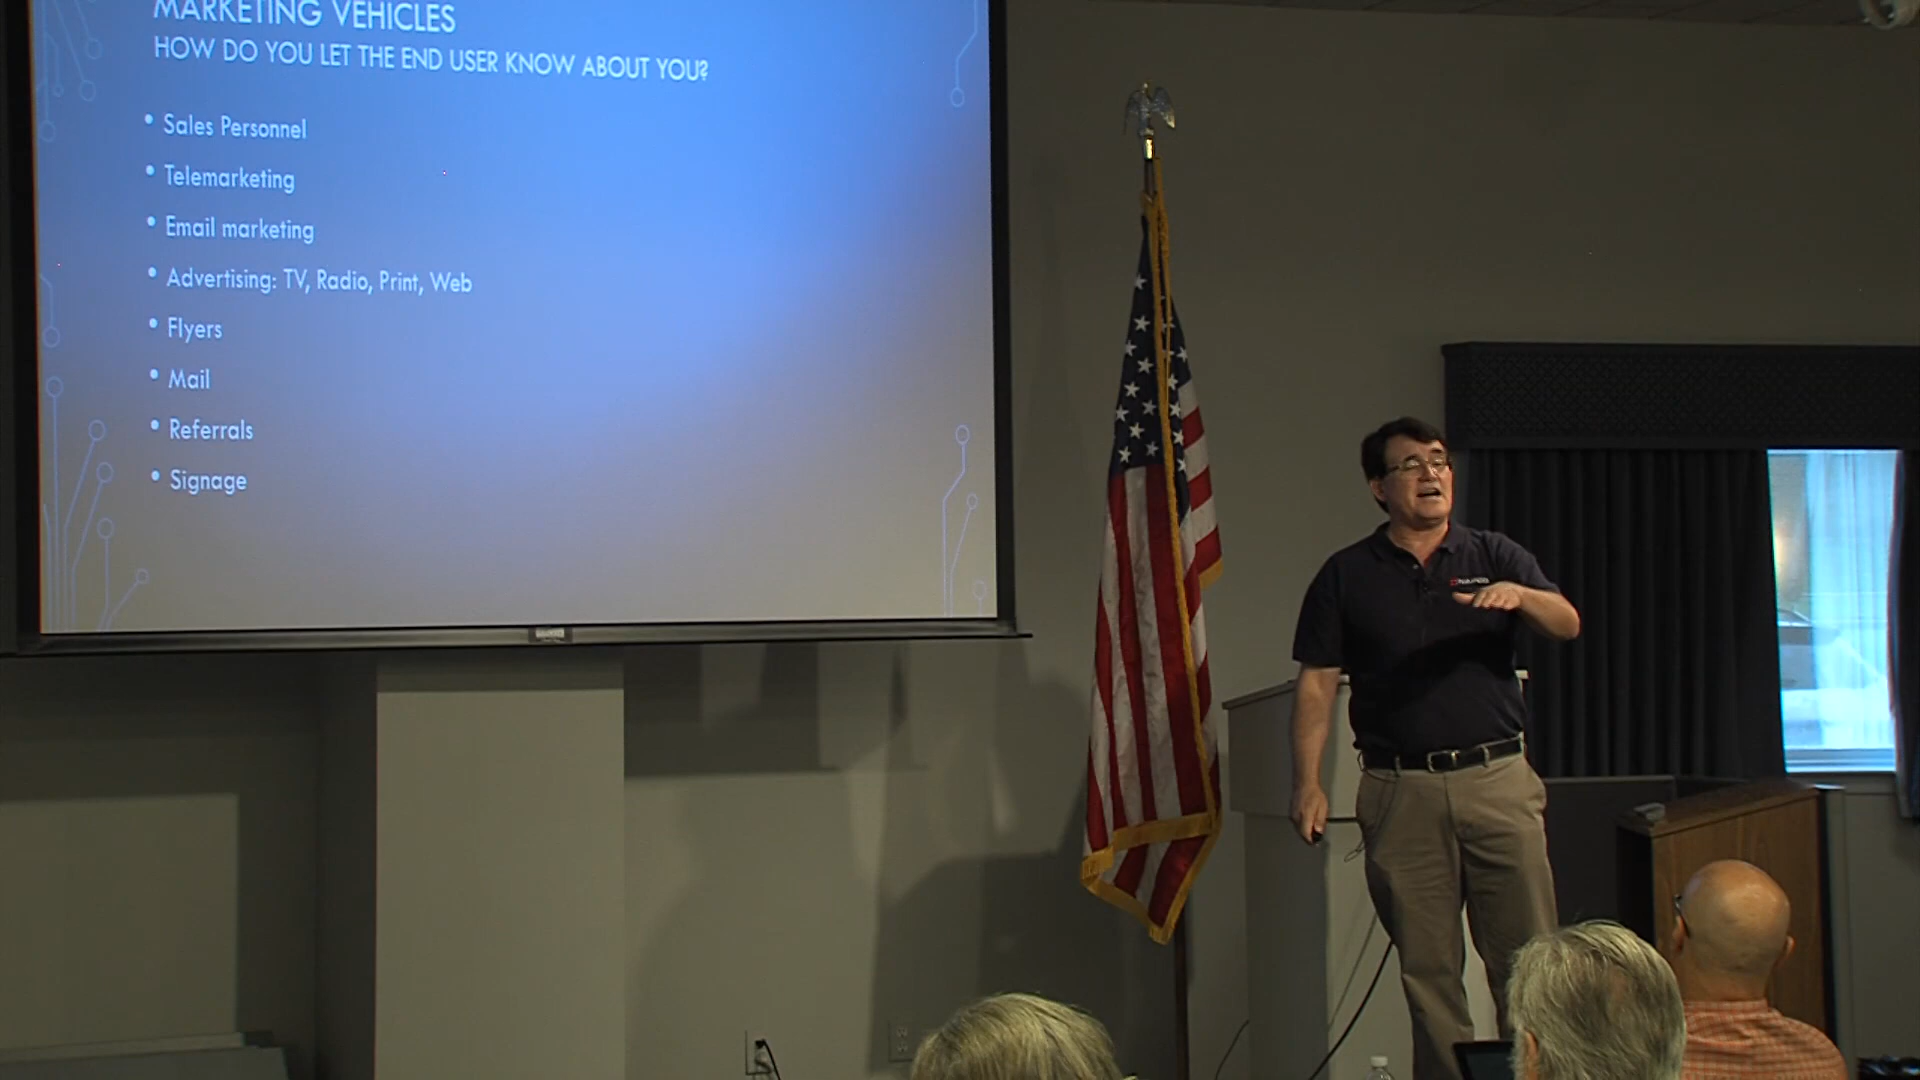 MARKETING VEHICLES
HOW DO YOU LET THE END USER KNOW ABOUT YOU?
• Sales Personnel
• Telemarketing
• Email marketing
• Advertising: TV, Radio, Print, Web
• Flyers
• Mail
• Referrals
• Signage